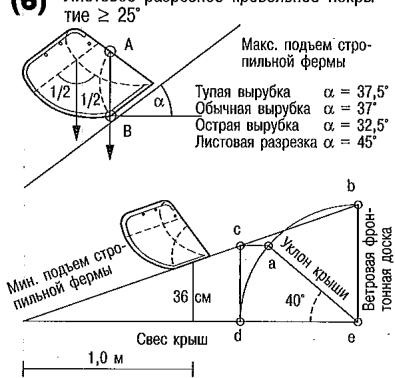 (6) Листовое разрезное кровельное покры-
тие ≥ 25°
A
Макс. подъем стро-
пильной фермы
1/2
1/2
B
α
Тупая вырубка α = 37,5°
Обычная вырубка α = 37°
Острая вырубка α = 32,5°
Листовая разрезка α = 45°
b
c
a
Мин. подъем стро-
пильной фермы
Уклон крыши
Ветровая фрон-
тонная доска
36 см
40°
d
e
Свес крыш
1,0 м